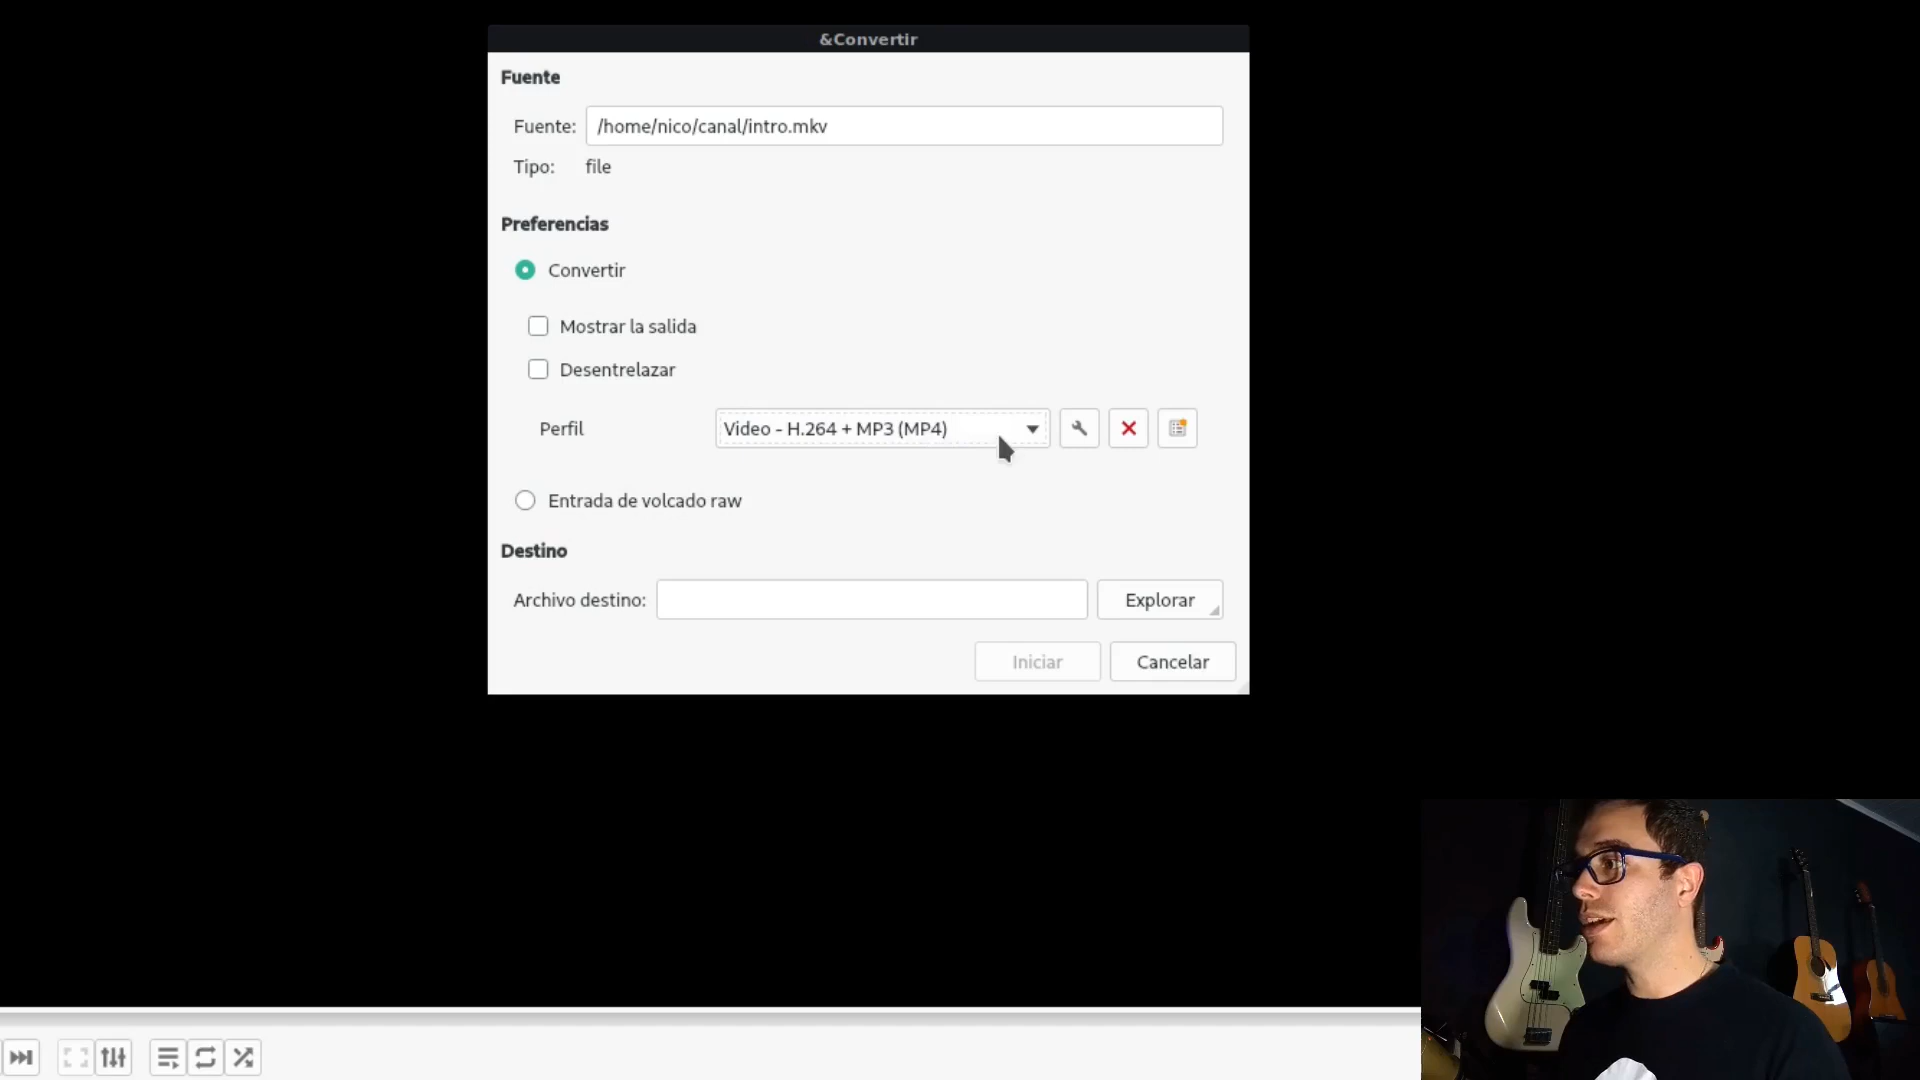 &Convertir
Fuente
Fuente: /home/nico/canal/intro.mkv
Tipo: file
Preferencias
Convertir
Mostrar la salida
Desentrelazar
Perfil Video - H.264 + MP3 (MP4)
Entrada de volcado raw
Destino
Archivo destino: Explorar
Iniciar Cancelar